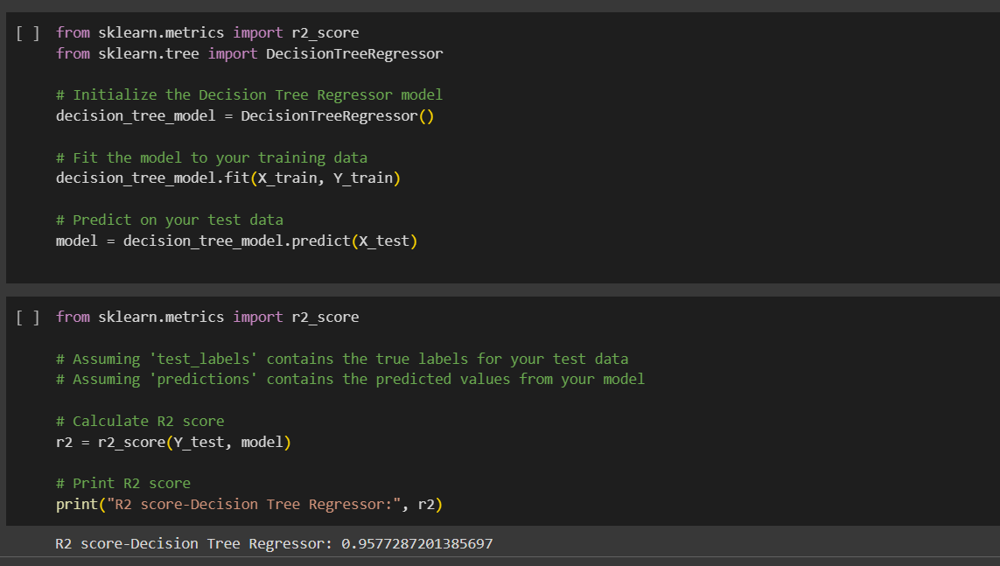 [ ] from sklearn.metrics import r2_score
from sklearn.tree import DecisionTreeRegressor
# Initialize the Decision Tree Regressor model
decision_tree_model = DecisionTreeRegressor()
# Fit the model to your training data
decision_tree_model.fit(X_train, Y_train)
# Predict on your test data
model = decision_tree_model.predict(X_test)
[ ] from sklearn.metrics import r2_score
# Assuming 'test_labels' contains the true labels for your test data
# Assuming 'predictions' contains the predicted values from your model
# Calculate R2 score
r2 = r2_score(Y_test, model)
# Print R2 score
print("R2 score-Decision Tree Regressor:", r2)
R2 score-Decision Tree Regressor: 0.9577287201385697